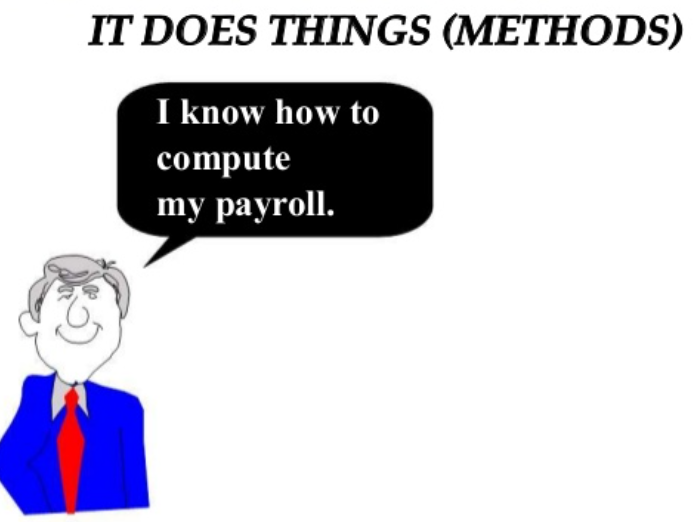 IT DOES THINGS (METHODS)
I know how to
compute
my payroll.